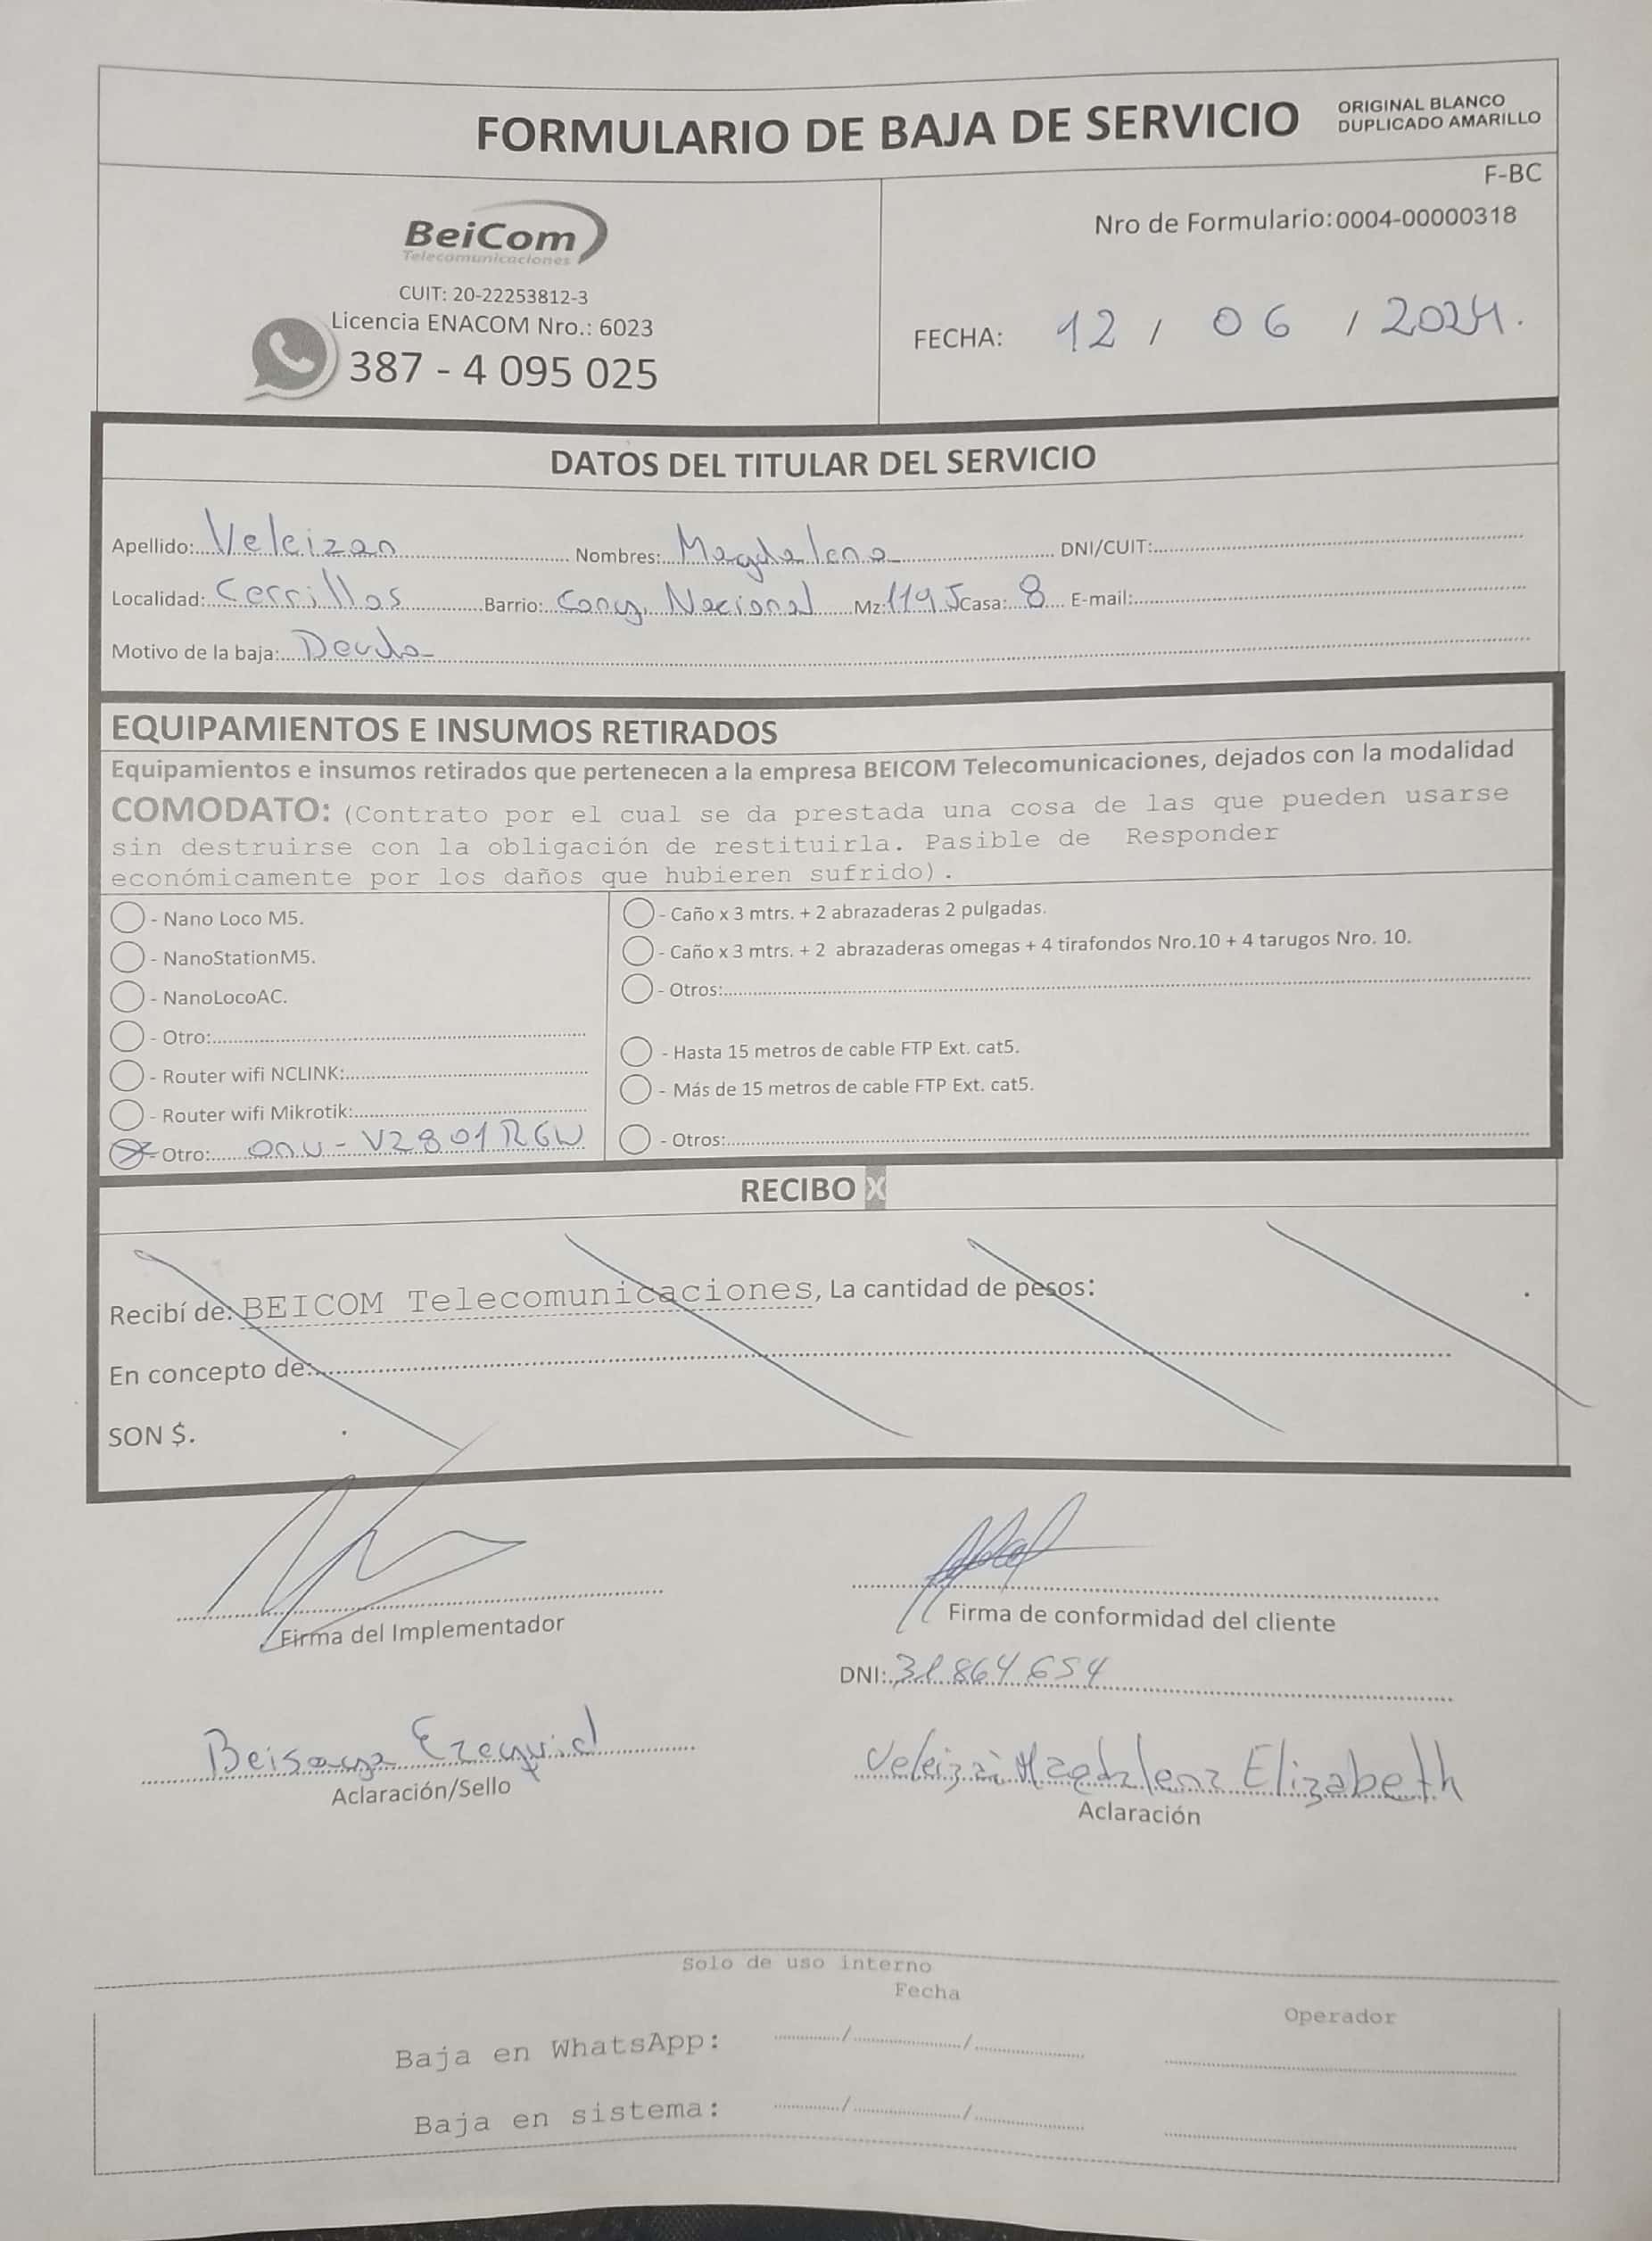 FORMULARIO DE BAJA DE SERVICIO
ORIGINAL BLANCO
DUPLICADO AMARILLO
F-BC
BeiCom
Telecomunicaciones
CUIT: 20-22253812-3
Licencia ENACOM Nro.: 6023
387 - 4 095 025
Nro de Formulario: 0004-00000318
FECHA: 12 / 06 / 2024.
DATOS DEL TITULAR DEL SERVICIO
Apellido: Veleizan Nombres: Magdalena DNI/CUIT:
Localidad: Cerrillos Barrio: Cong. Nacional Mz: 119 J Casa: 8 E-mail:
Motivo de la baja: Deuda
EQUIPAMIENTOS E INSUMOS RETIRADOS
Equipamientos e insumos retirados que pertenecen a la empresa BEICOM Telecomunicaciones, dejados con la modalidad
COMODATO: (Contrato por el cual se da prestada una cosa de las que pueden usarse
sin destruirse con la obligación de restituirla. Pasible de Responder
económicamente por los daños que hubieren sufrido).
- Nano Loco M5.
- NanoStationM5.
- NanoLocoAC.
- Otro:
- Router wifi NCLINK:
- Router wifi Mikrotik:
- Otro: onu - V2801RGW
- Caño x 3 mtrs. + 2 abrazaderas 2 pulgadas.
- Caño x 3 mtrs. + 2 abrazaderas omegas + 4 tirafondos Nro.10 + 4 tarugos Nro. 10.
- Otros:
- Hasta 15 metros de cable FTP Ext. cat5.
- Más de 15 metros de cable FTP Ext. cat5.
- Otros:
RECIBO X
Recibí de: BEICOM Telecomunicaciones, La cantidad de pesos:
En concepto de:
SON $.
Firma del Implementador
Firma de conformidad del cliente
DNI: 31864654
Beisaga Ezequiel
Aclaración/Sello
Magdalena Elizabeth
Aclaración
Solo de uso interno
Fecha
Operador
Baja en WhatsApp: / /
Baja en sistema: / /